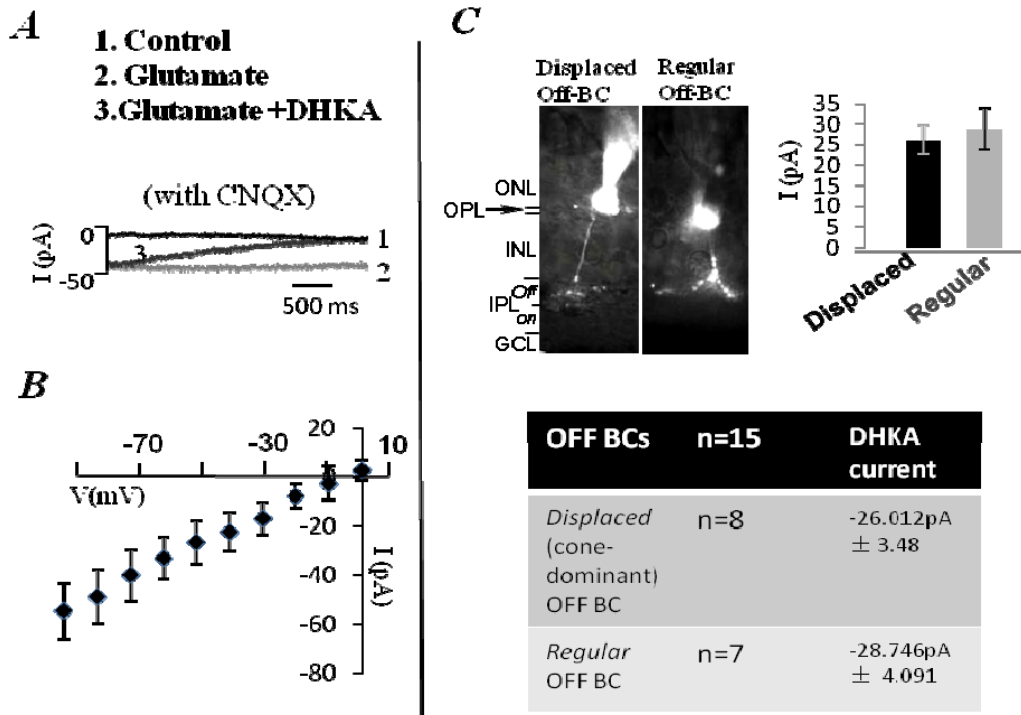 A
1. Control
2. Glutamate
3.Glutamate +DHKA
(with CNQX)
0
I (pA)
-50
3
1
2
500 ms
B
20
-70
-30
10
V(mV)
-20
-40
-60
-80
I (pA)
C
Displaced
Off-BC
Regular
Off-BC
ONL
OPL
INL
Off
IPL
on
GCL
35
30
25
20
15
10
5
0
I (pA)
Displaced
Regular
OFF BCs n=15 DHKA
current
Displaced n=8 -26.012pA
(cone- ± 3.48
dominant)
OFF BC
Regular n=7 -28.746pA
OFF BC ± 4.091